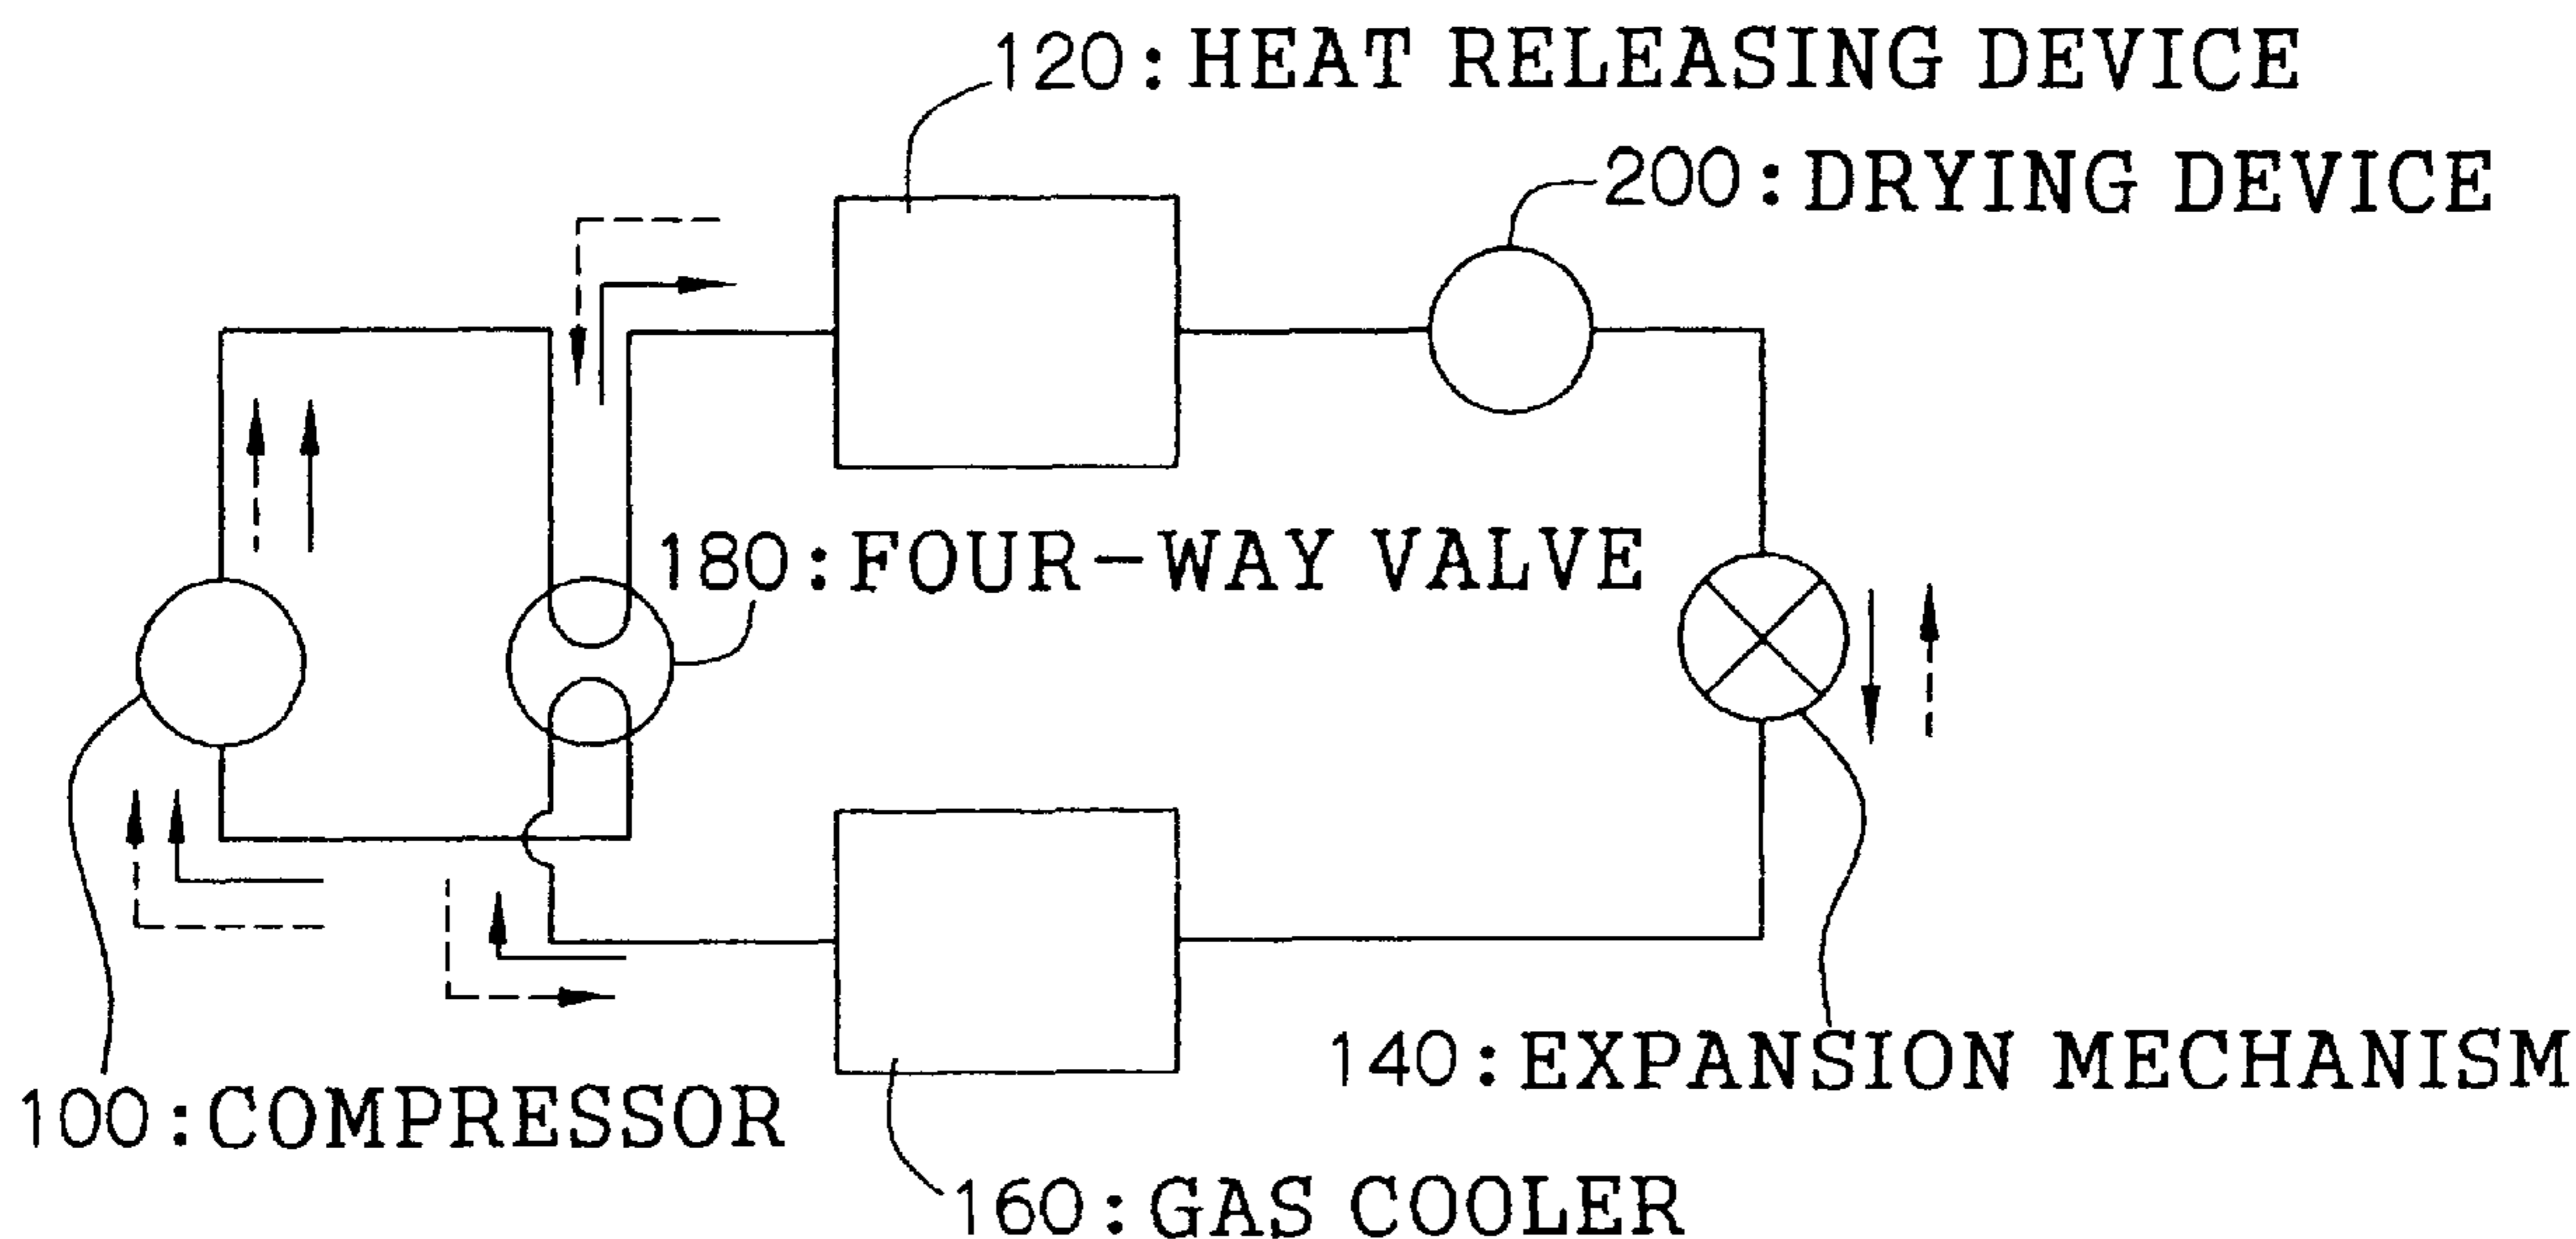 120:HEAT RELEASING DEVICE
200:DRYING DEVICE
180:FOUR-WAY VALVE
140:EXPANSION MECHANISM
100:COMPRESSOR
160:GAS COOLER